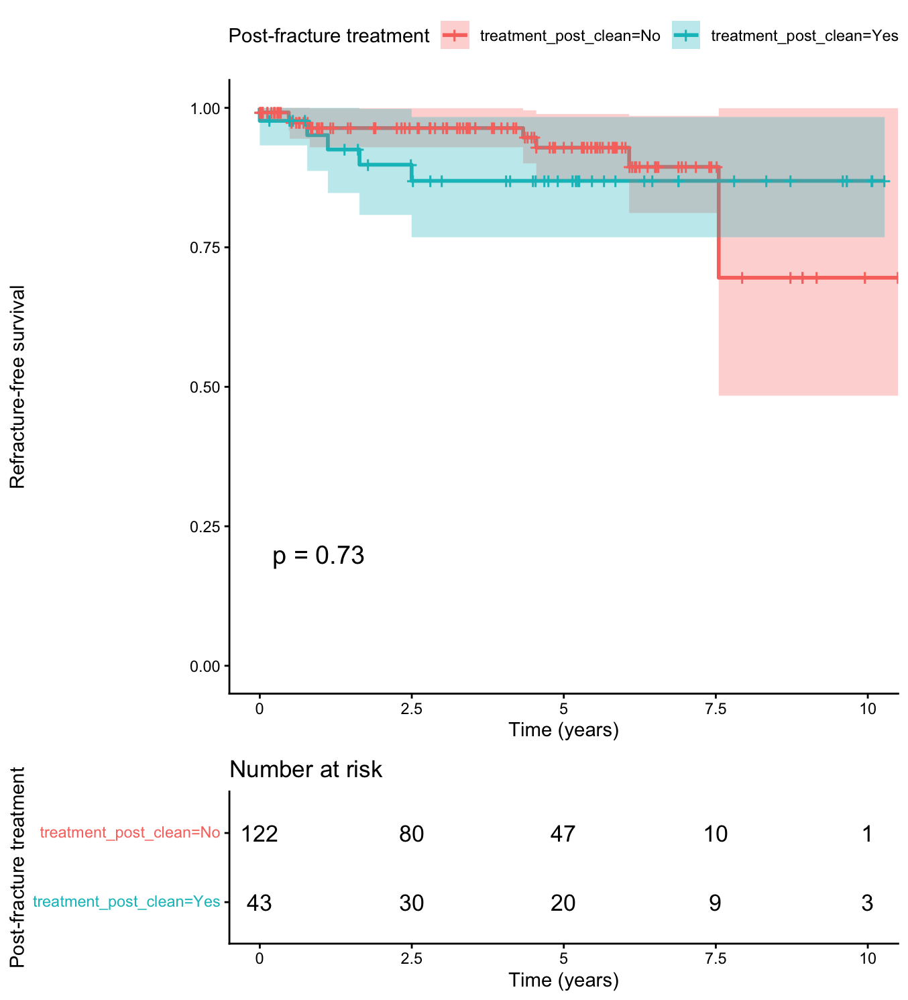 Post-fracture treatment treatment_post_clean=No treatment_post_clean=Yes
Refracture-free survival
1.00
0.75
0.50
0.25
0.00
p = 0.73
0 2.5 5 7.5 10
Time (years)
Number at risk
Post-fracture treatment
treatment_post_clean=No 122 80 47 10 1
treatment_post_clean=Yes 43 30 20 9 3
0 2.5 5 7.5 10
Time (years)